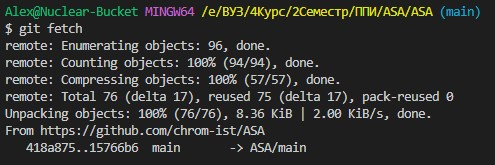 Alex@Nuclear-Bucket MINGW64 /e/ВУЗ/4Курс/2Семестр/ППИ/ASA/ASA (main)
$ git fetch
remote: Enumerating objects: 96, done.
remote: Counting objects: 100% (94/94), done.
remote: Compressing objects: 100% (57/57), done.
remote: Total 76 (delta 17), reused 75 (delta 17), pack-reused 0
Unpacking objects: 100% (76/76), 8.36 KiB | 2.00 KiB/s, done.
From https://github.com/chrom-ist/ASA
   418a875..15766b6  main       -> ASA/main